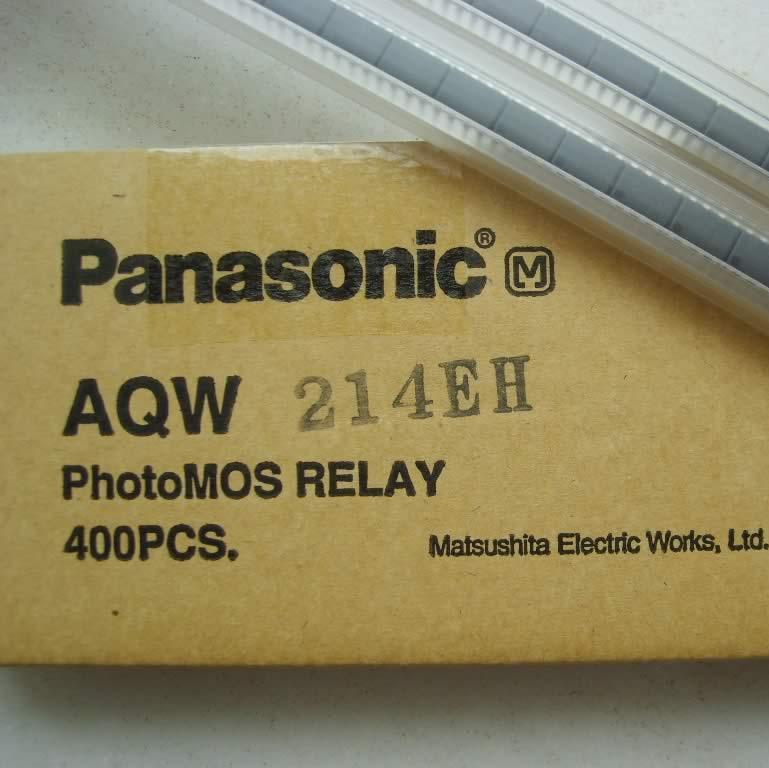 Panasonic® M
AQW 214EH
PhotoMOS RELAY
400PCS.
Matsushita Electric Works, Ltd.